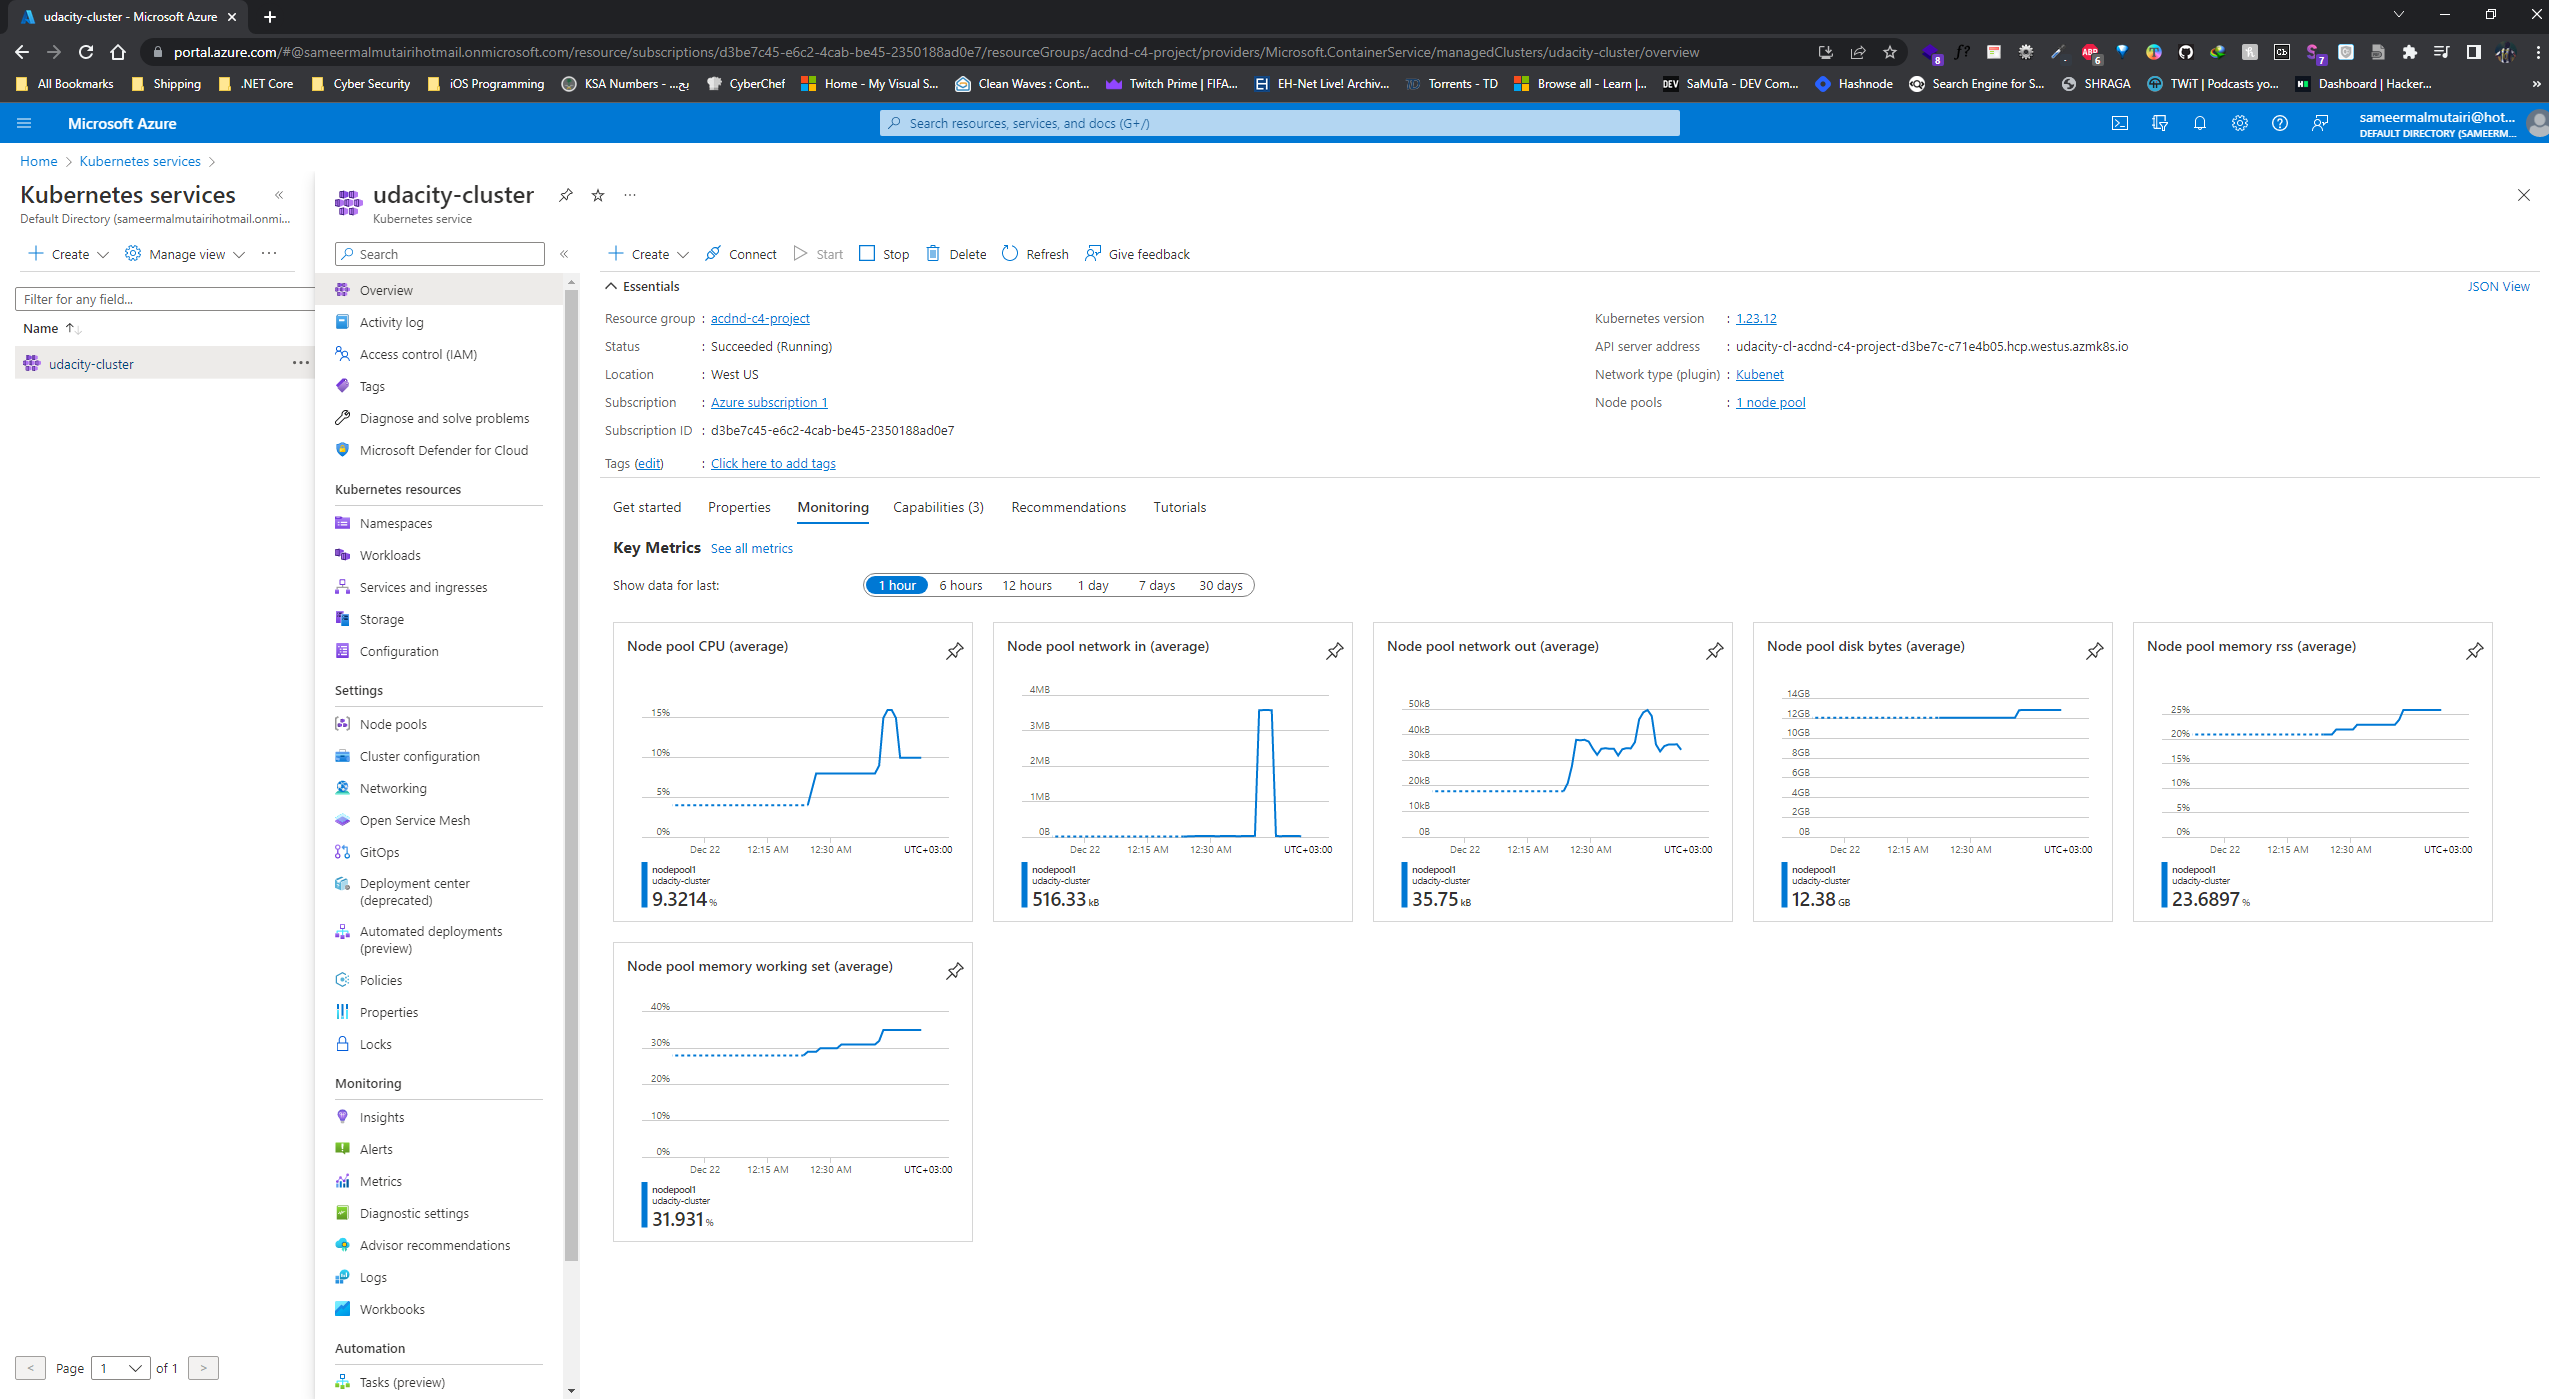 udacity-cluster - Microsoft Azure
portal.azure.com/#@sameermalmutairihotmail.onmicrosoft.com/resource/subscriptions/d3be7c45-e6c2-4cab-be45-2350188ad0e7/resourceGroups/acdnd-c4-project/providers/Microsoft.ContainerService/managedClusters/udacity-cluster/overview
All Bookmarks Shipping .NET Core Cyber Security iOS Programming KSA Numbers - ...بح CyberChef Home - My Visual S... Clean Waves : Cont... Twitch Prime | FIFA... EH-Net Live! Archiv... Torrents - TD Browse all - Learn |... SaMuTa - DEV Com... Hashnode Search Engine for S... SHRAGA TWiT | Podcasts yo... Dashboard | Hacker...
Microsoft Azure
Search resources, services, and docs (G+/)
sameermalmutairi@hot...
DEFAULT DIRECTORY (SAMEERM...
Home > Kubernetes services >
Kubernetes services
Default Directory (sameermalmutairihotmail.onmi...
Create Manage view ...
Filter for any field...
Name
udacity-cluster ...
Page 1 of 1
udacity-cluster ...
Kubernetes service
Search
Overview
Activity log
Access control (IAM)
Tags
Diagnose and solve problems
Microsoft Defender for Cloud
Kubernetes resources
Namespaces
Workloads
Services and ingresses
Storage
Configuration
Settings
Node pools
Cluster configuration
Networking
Open Service Mesh
GitOps
Deployment center
(deprecated)
Automated deployments
(preview)
Policies
Properties
Locks
Monitoring
Insights
Alerts
Metrics
Diagnostic settings
Advisor recommendations
Logs
Workbooks
Automation
Tasks (preview)
Create Connect Start Stop Delete Refresh Give feedback
Essentials
JSON View
Resource group : acdnd-c4-project
Status : Succeeded (Running)
Location : West US
Subscription : Azure subscription 1
Subscription ID : d3be7c45-e6c2-4cab-be45-2350188ad0e7
Tags (edit) : Click here to add tags
Kubernetes version : 1.23.12
API server address : udacity-cl-acdnd-c4-project-d3be7c-c71e4b05.hcp.westus.azmk8s.io
Network type (plugin) : Kubenet
Node pools : 1 node pool
Get started Properties Monitoring Capabilities (3) Recommendations Tutorials
Key Metrics See all metrics
Show data for last: 1 hour 6 hours 12 hours 1 day 7 days 30 days
Node pool CPU (average)
15%
10%
5%
0%
Dec 22 12:15 AM 12:30 AM UTC+03:00
nodepool1
udacity-cluster
9.3214 %
Node pool network in (average)
4MB
3MB
2MB
1MB
0B
Dec 22 12:15 AM 12:30 AM UTC+03:00
nodepool1
udacity-cluster
516.33 kB
Node pool network out (average)
50kB
40kB
30kB
20kB
10kB
0B
Dec 22 12:15 AM 12:30 AM UTC+03:00
nodepool1
udacity-cluster
35.75 kB
Node pool disk bytes (average)
14GB
12GB
10GB
8GB
6GB
4GB
2GB
0B
Dec 22 12:15 AM 12:30 AM UTC+03:00
nodepool1
udacity-cluster
12.38 GB
Node pool memory rss (average)
25%
20%
15%
10%
5%
0%
Dec 22 12:15 AM 12:30 AM UTC+03:00
nodepool1
udacity-cluster
23.6897 %
Node pool memory working set (average)
40%
30%
20%
10%
0%
Dec 22 12:15 AM 12:30 AM UTC+03:00
nodepool1
udacity-cluster
31.931 %